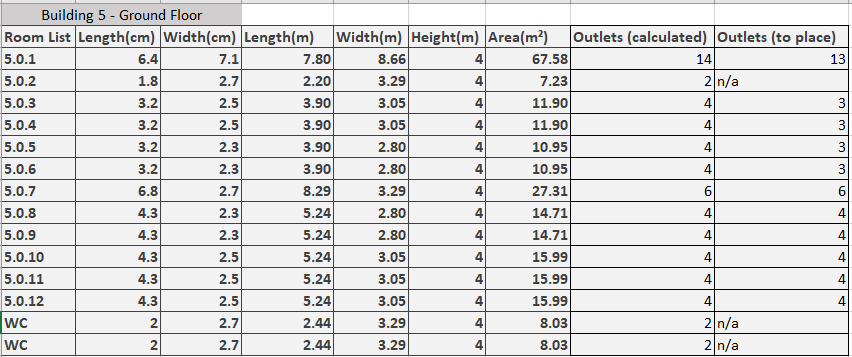 Building 5 - Ground Floor
Room List Length(cm) Width(cm) Length(m) Width(m) Height(m) Area(m²) Outlets (calculated) Outlets (to place)
5.0.1 6.4 7.1 7.80 8.66 4 67.58 14 13
5.0.2 1.8 2.7 2.20 3.29 4 7.23 2 n/a
5.0.3 3.2 2.5 3.90 3.05 4 11.90 4 3
5.0.4 3.2 2.5 3.90 3.05 4 11.90 4 3
5.0.5 3.2 2.3 3.90 2.80 4 10.95 4 3
5.0.6 3.2 2.3 3.90 2.80 4 10.95 4 3
5.0.7 6.8 2.7 8.29 3.29 4 27.31 6 6
5.0.8 4.3 2.3 5.24 2.80 4 14.71 4 4
5.0.9 4.3 2.3 5.24 2.80 4 14.71 4 4
5.0.10 4.3 2.5 5.24 3.05 4 15.99 4 4
5.0.11 4.3 2.5 5.24 3.05 4 15.99 4 4
5.0.12 4.3 2.5 5.24 3.05 4 15.99 4 4
WC 2 2.7 2.44 3.29 4 8.03 2 n/a
WC 2 2.7 2.44 3.29 4 8.03 2 n/a